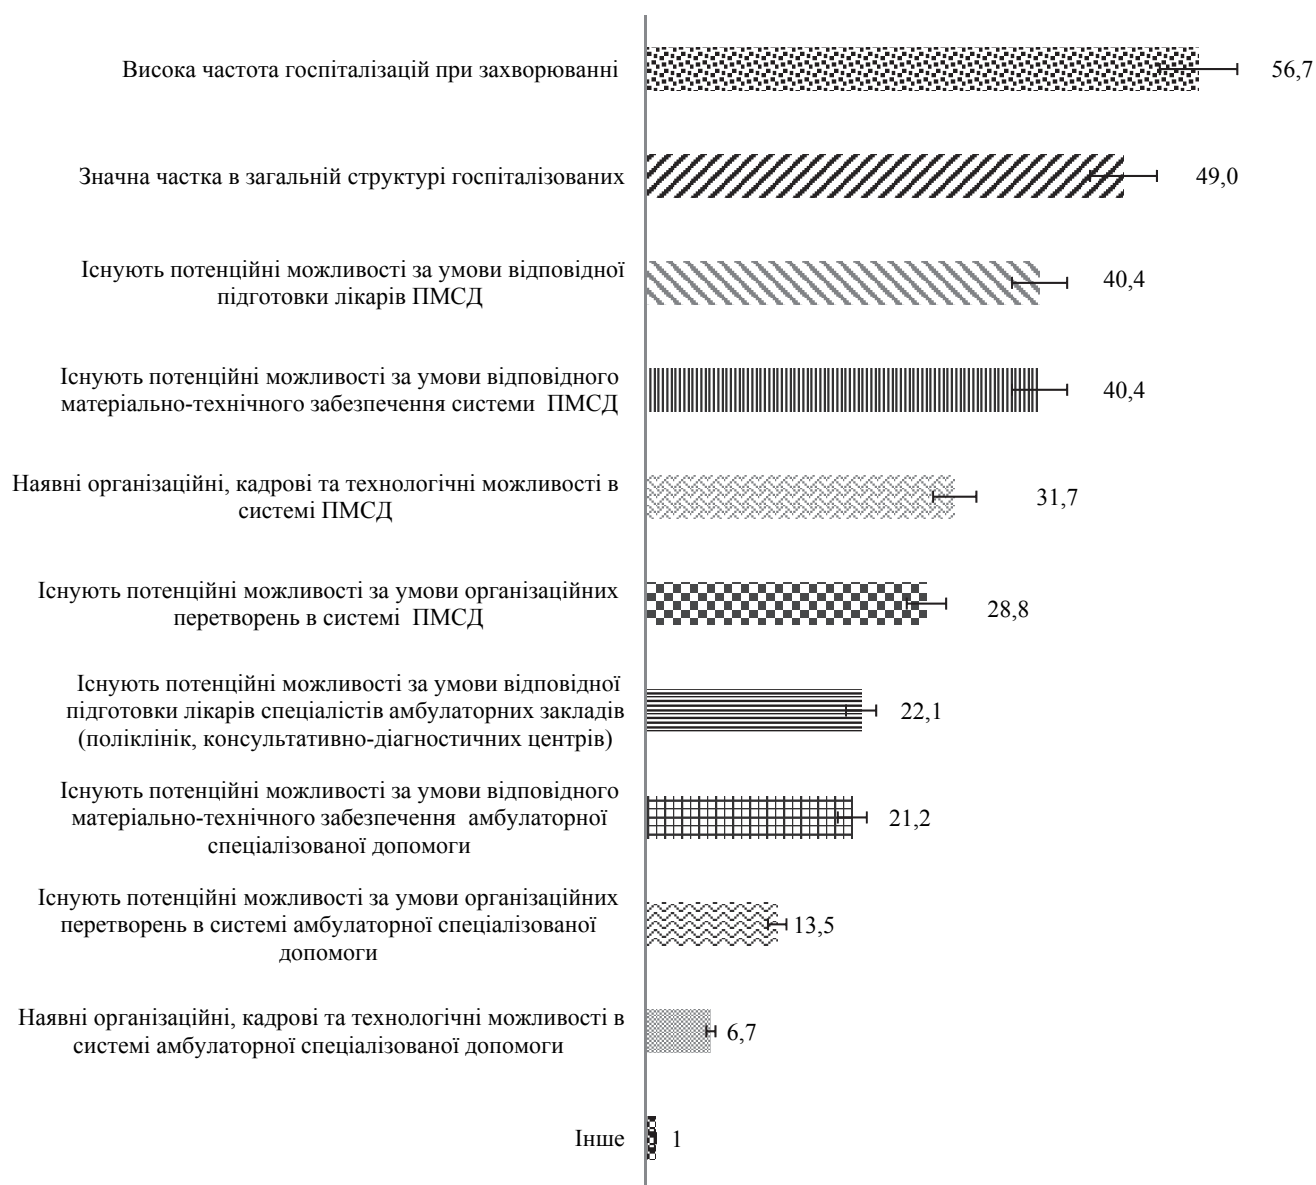 Висока частота госпіталізацій при захворюванні
56,7
Значна частка в загальній структурі госпіталізованих
49,0
Існують потенційні можливості за умови відповідної
підготовки лікарів ПМСД
40,4
Існують потенційні можливості за умови відповідного
матеріально-технічного забезпечення системи ПМСД
40,4
Наявні організаційні, кадрові та технологічні можливості в
системі ПМСД
31,7
Існують потенційні можливості за умови організаційних
перетворень в системі ПМСД
28,8
Існують потенційні можливості за умови відповідної
підготовки лікарів спеціалістів амбулаторних закладів
(поліклінік, консультативно-діагностичних центрів)
22,1
Існують потенційні можливості за умови відповідного
матеріально-технічного забезпечення амбулаторної
спеціалізованої допомоги
21,2
Існують потенційні можливості за умови організаційних
перетворень в системі амбулаторної спеціалізованої
допомоги
13,5
Наявні організаційні, кадрові та технологічні можливості в
системі амбулаторної спеціалізованої допомоги
6,7
Інше
1